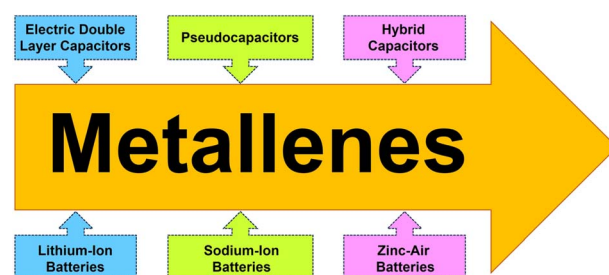 Electric Double
Layer Capacitors
Pseudocapacitors
Hybrid
Capacitors
Metallenes
Lithium-Ion
Batteries
Sodium-Ion
Batteries
Zinc-Air
Batteries